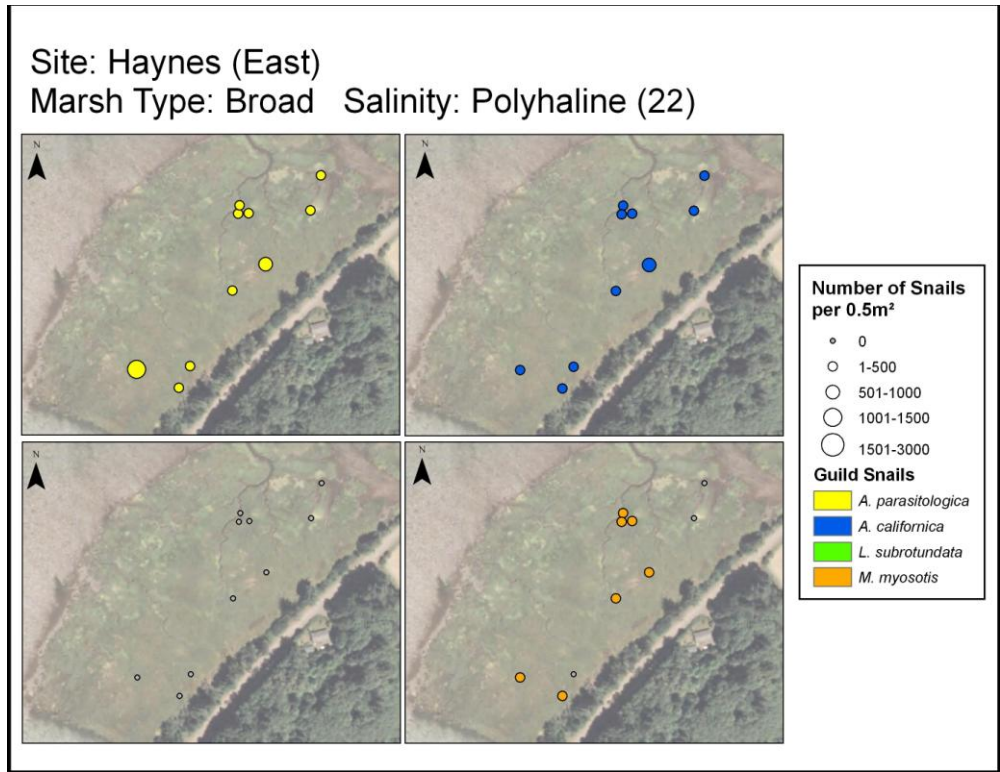 Site: Haynes (East)
Marsh Type: Broad   Salinity: Polyhaline (22)
N
N
N
N
Number of Snails
per 0.5m²
0
1-500
501-1000
1001-1500
1501-3000
Guild Snails
A. parasitologica
A. californica
L. subrotundata
M. myosotis